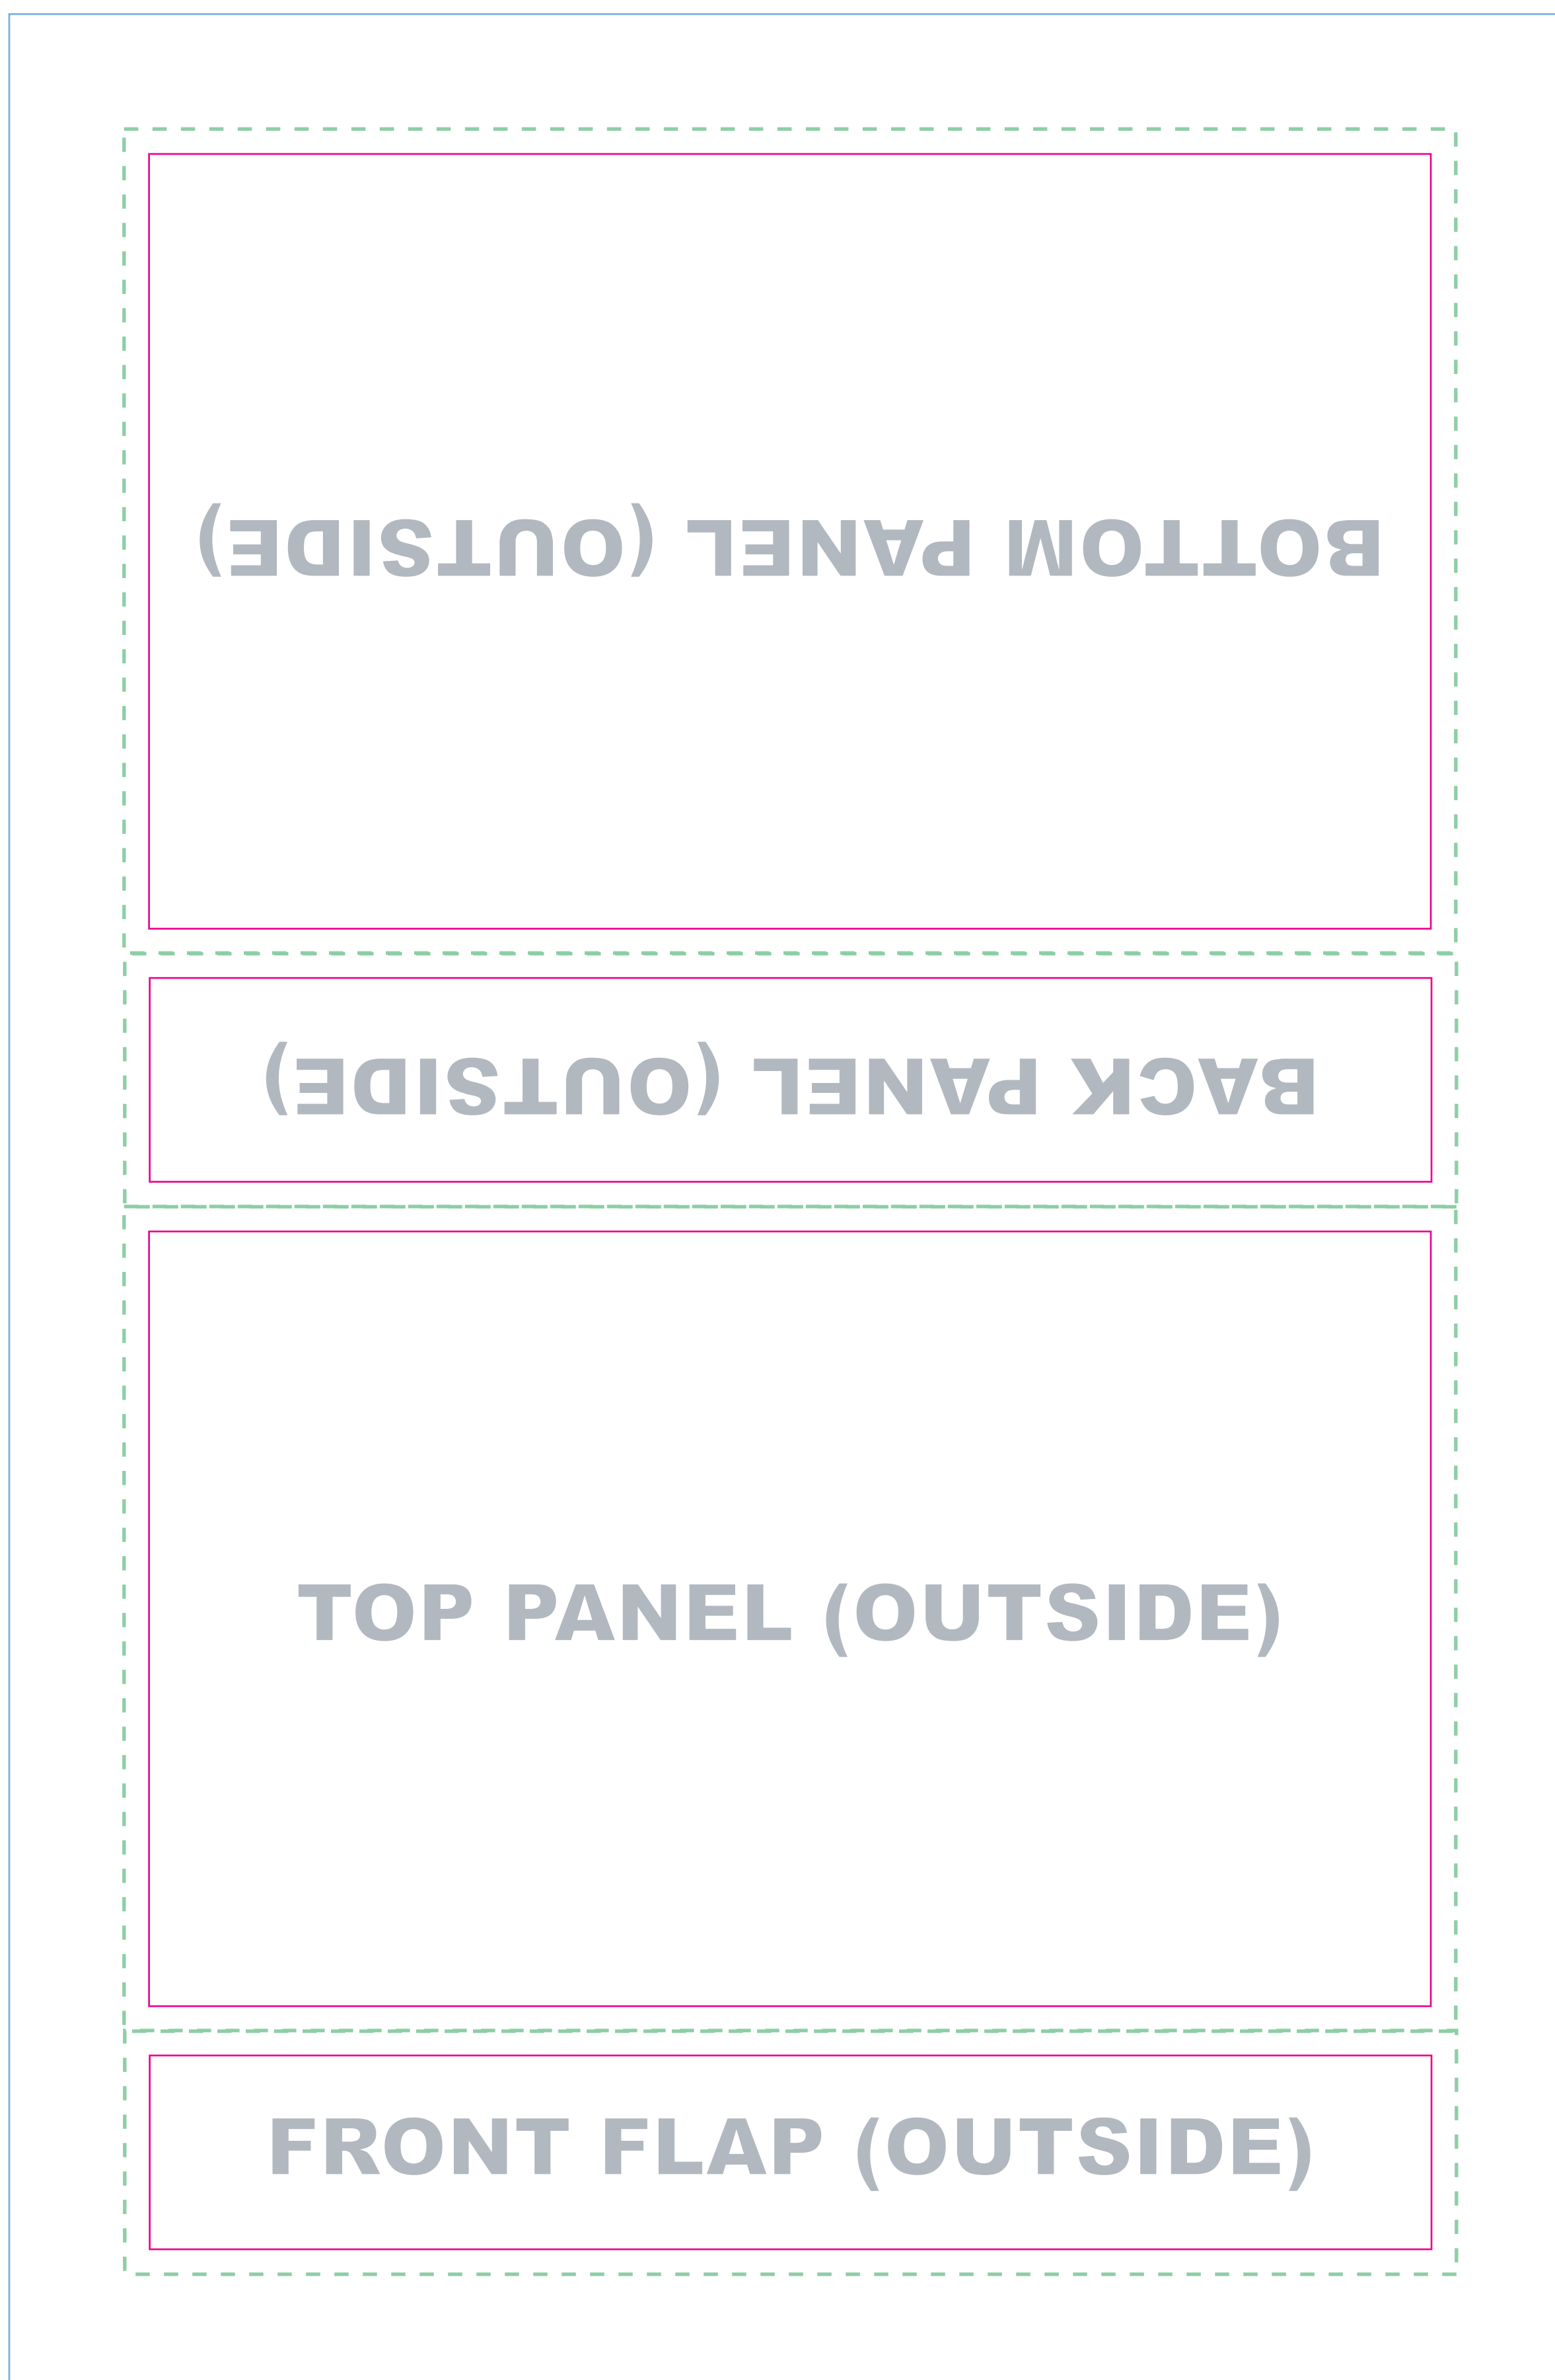 BOTTOM PANEL (OUTSIDE)
BACK PANEL (OUTSIDE)
TOP PANEL (OUTSIDE)
FRONT FLAP (OUTSIDE)